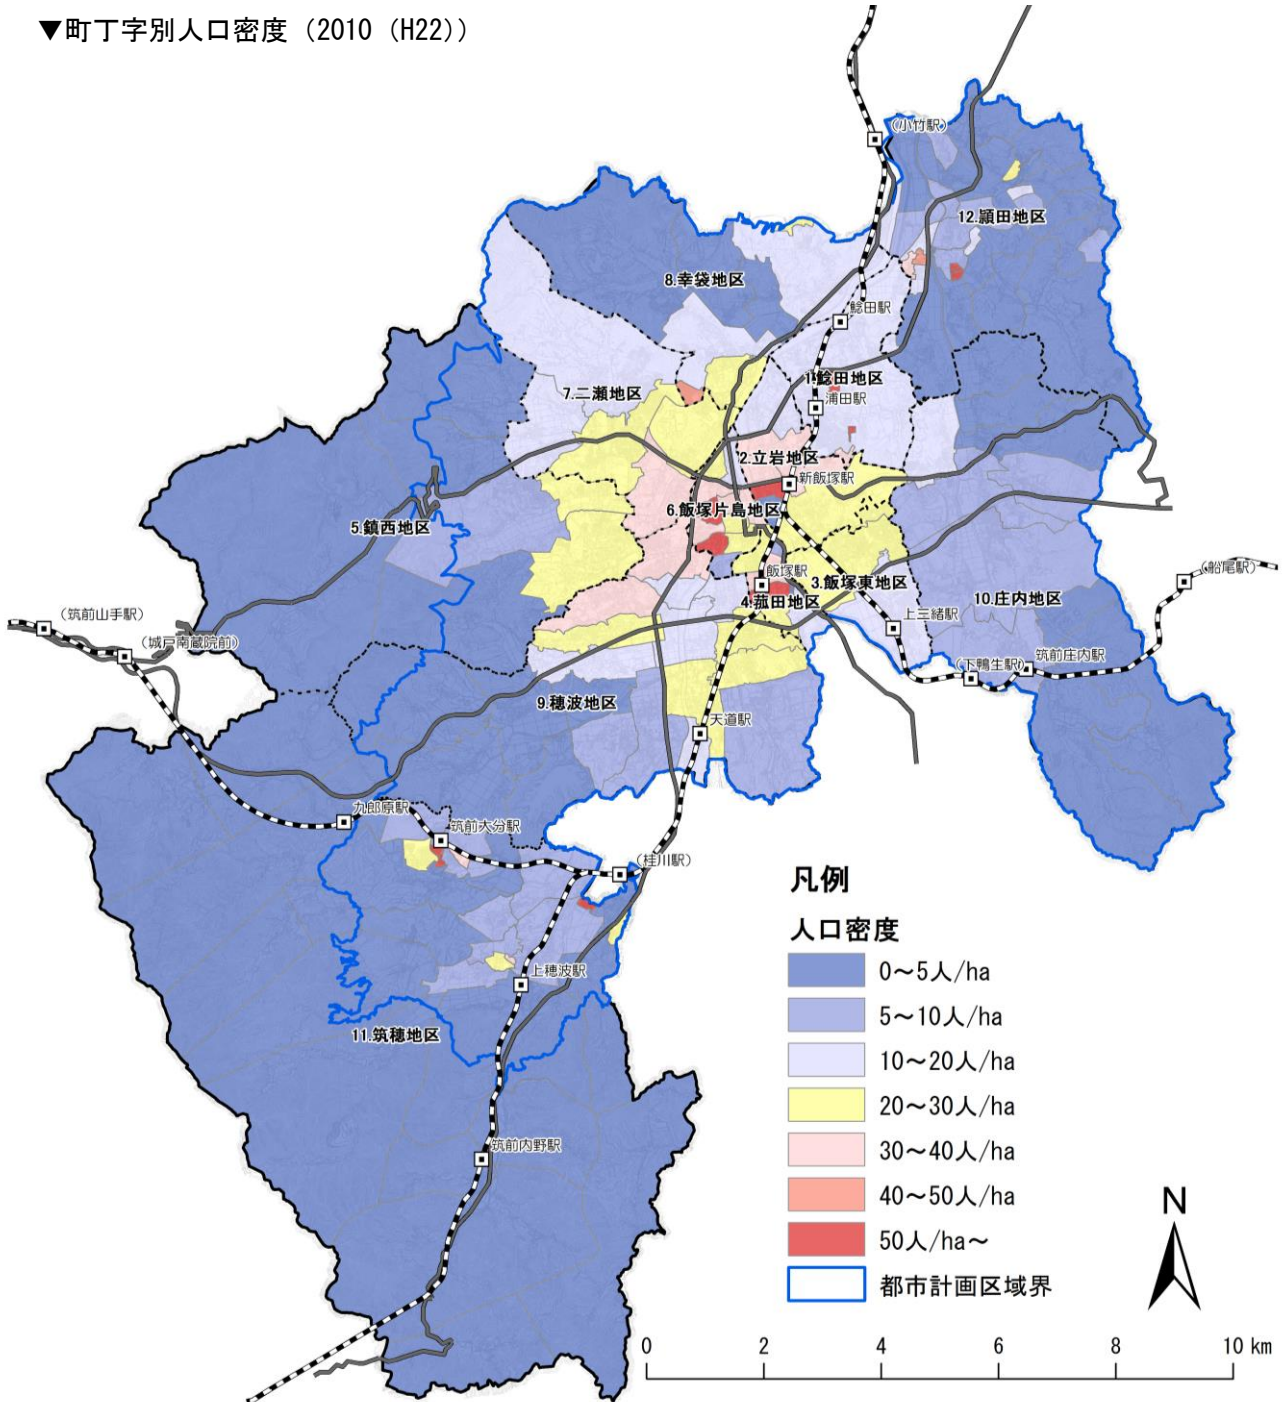 ▼町丁字別人口密度（2010（H22））
（小竹駅）
12.頴田地区
8.幸袋地区
鯰田駅
1.鯰田地区
7.二瀬地区
浦田駅
2.立岩地区
新飯塚駅
6.飯塚片島地区
5.鎮西地区
飯塚駅
3.飯塚東地区
（船尾駅）
4.菰田地区
10.庄内地区
（筑前山手駅）
上三緒駅
（城戸南蔵院前）
筑前庄内駅
（下鴨生駅）
9.穂波地区
天道駅
九郎原駅
筑前大分駅
（桂川駅）
上穂波駅
11.筑穂地区
筑前内野駅
凡例
人口密度
0～5人/ha
5～10人/ha
10～20人/ha
20～30人/ha
30～40人/ha
40～50人/ha
50人/ha～
都市計画区域界
N
0 2 4 6 8 10 km